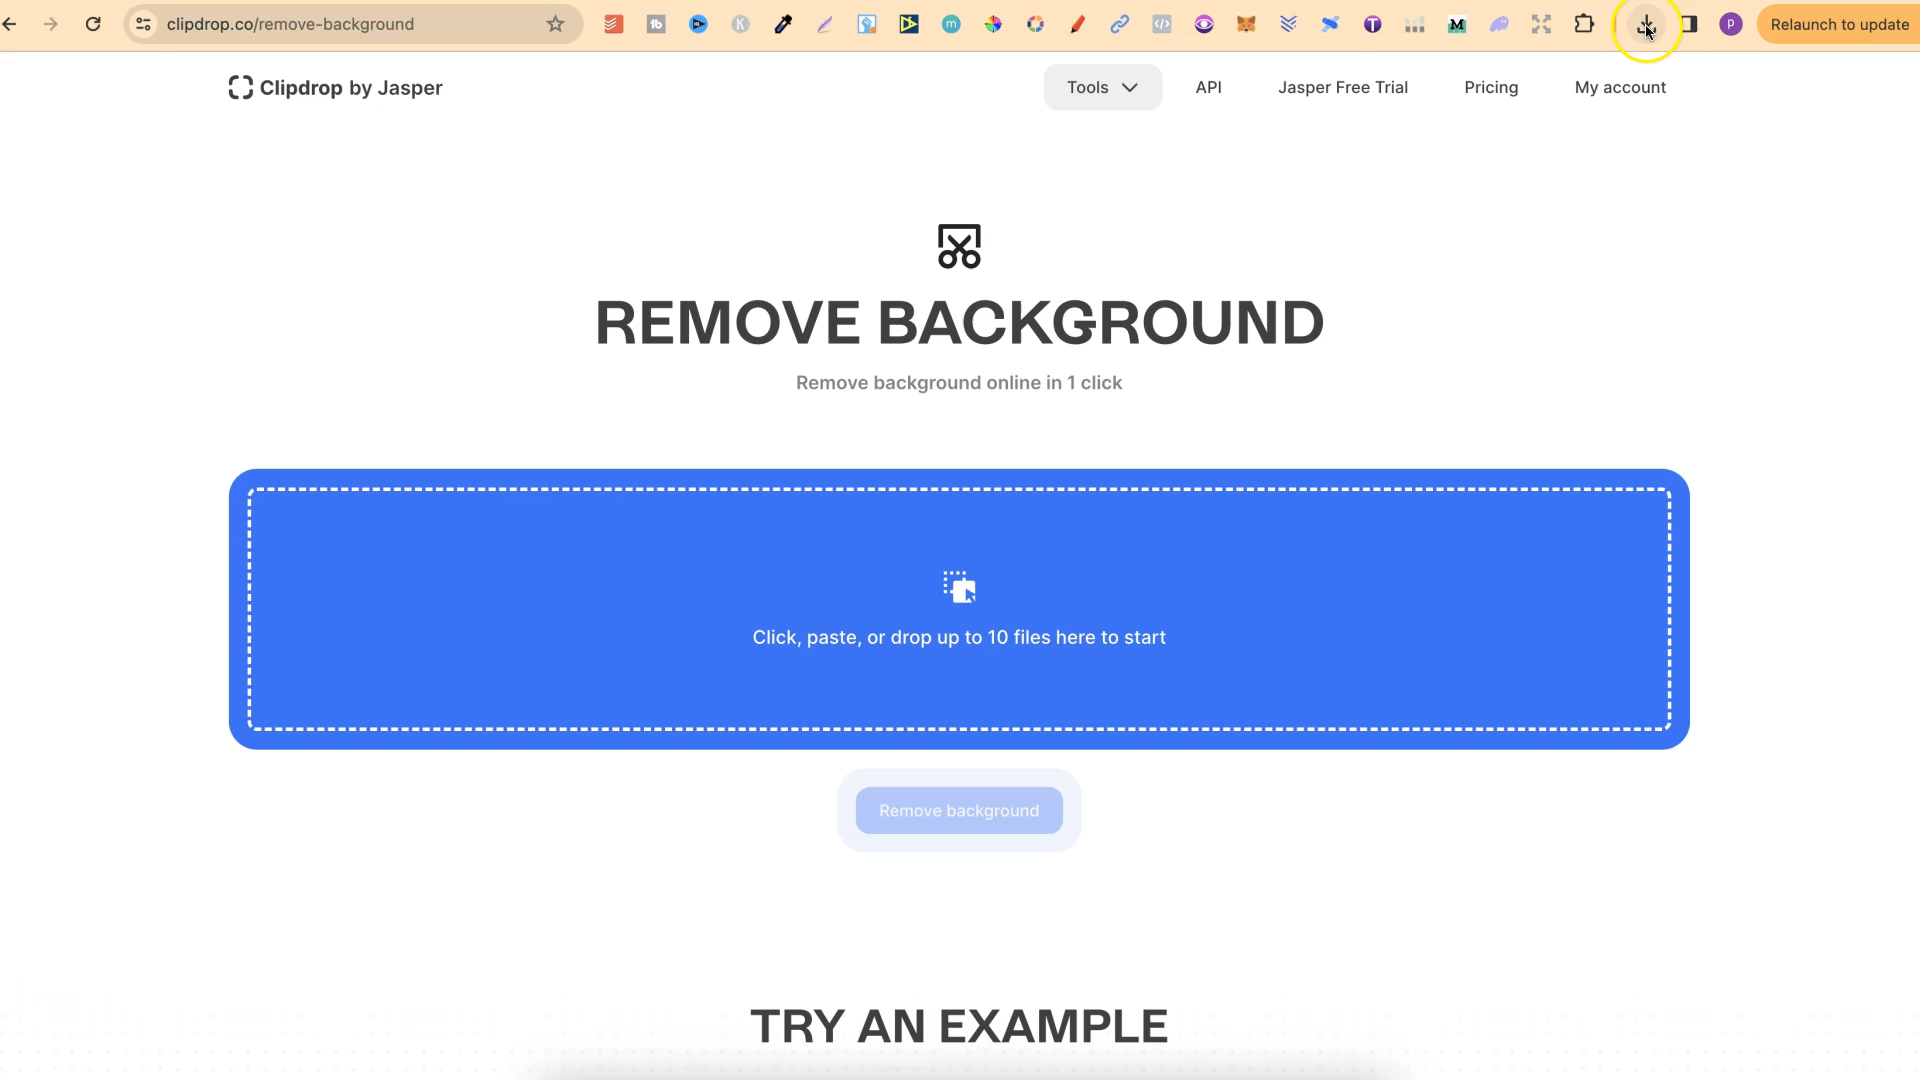 clipdrop.co/remove-background
Relaunch to update
Clipdrop by Jasper
Tools
API
Jasper Free Trial
Pricing
My account
REMOVE BACKGROUND
Remove background online in 1 click
Click, paste, or drop up to 10 files here to start
Remove background
TRY AN EXAMPLE